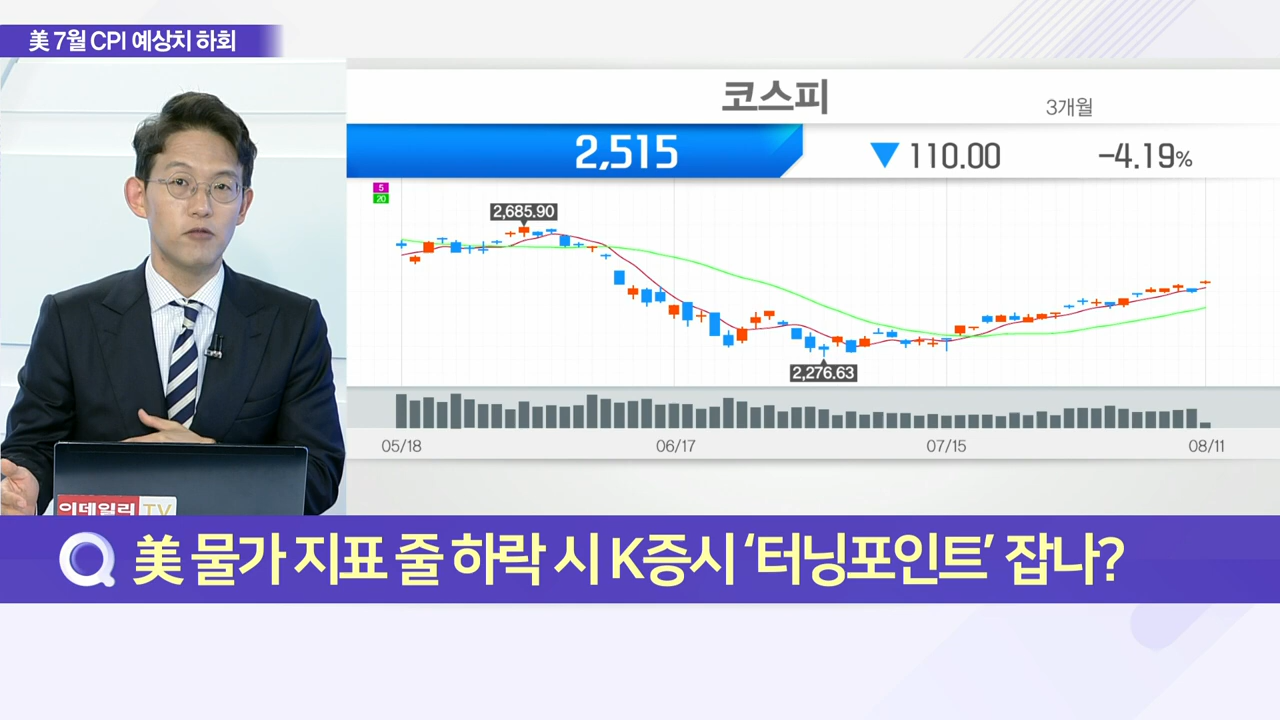 美 7월 CPI 예상치 하회
코스피
3개월
2,515 ▼ 110.00 -4.19%
5
20
2,685.90
2,276.63
05/18 06/17 07/15 08/11
이데일리 TV
美 물가 지표 줄 하락 시 K증시 ‘터닝포인트’ 잡나?